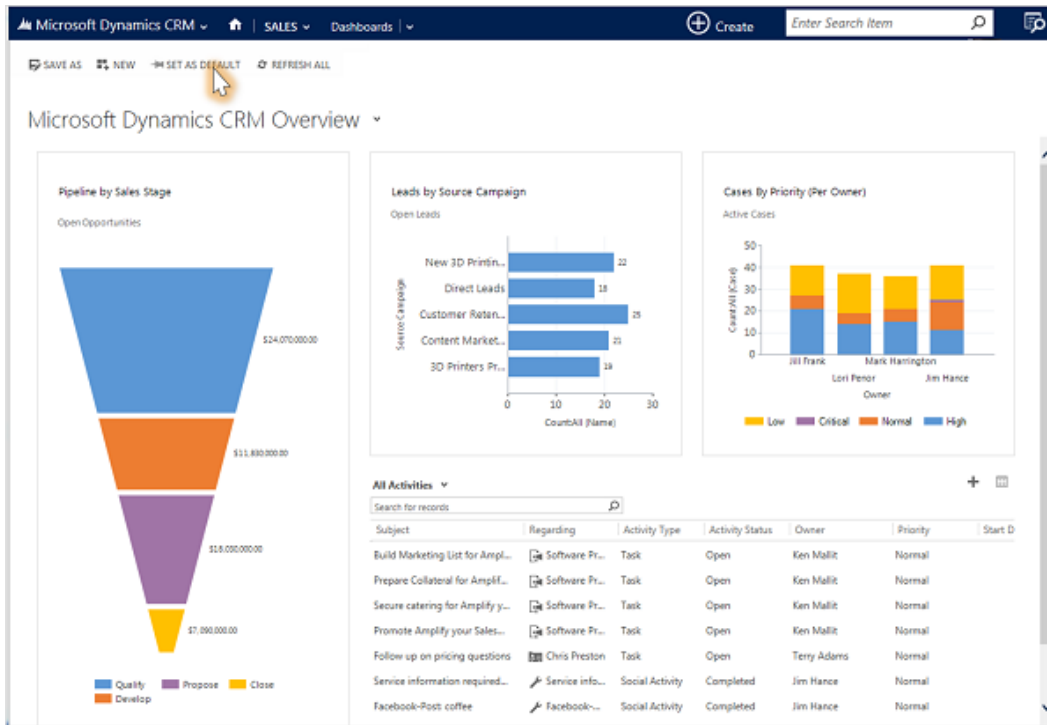 Microsoft Dynamics CRM SALES Dashboards Create Enter Search Item
SAVE AS NEW SET AS DEFAULT REFRESH ALL
Microsoft Dynamics CRM Overview
Pipeline by Sales Stage
Open Opportunities
$24,070,000.00
$11,830,000.00
$7,090,000.00
Qualify Propose Close
Develop
Leads by Source Campaign
Open Leads
Source Campaign
New 3D Printin... 22
Direct Leads 18
Customer Reten... 25
Content Market... 21
3D Printers Pr... 19
0 10 20 30
Count:All (Name)
Cases By Priority (Per Owner)
Active Cases
Count:All (Case)
50
40
30
20
10
0
Jill Frank Mark Harrington
Lori Penor Jim Hance
Owner
Low Critical Normal High
All Activities
Search for records
Subject Regarding Activity Type Activity Status Owner Priority Start D
Build Marketing List for Ampl... Software Pr... Task Open Ken Mallit Normal
Prepare Collateral for Amplif... Software Pr... Task Open Ken Mallit Normal
Secure catering for Amplify y... Software Pr... Task Open Ken Mallit Normal
Promote Amplify your Sales... Software Pr... Task Open Ken Mallit Normal
Follow up on pricing questions Chris Preston Task Open Terry Adams Normal
Service information required... Service info... Social Activity Completed Jim Hance Normal
Facebook-Post: coffee Facebook-... Social Activity Completed Jim Hance Normal